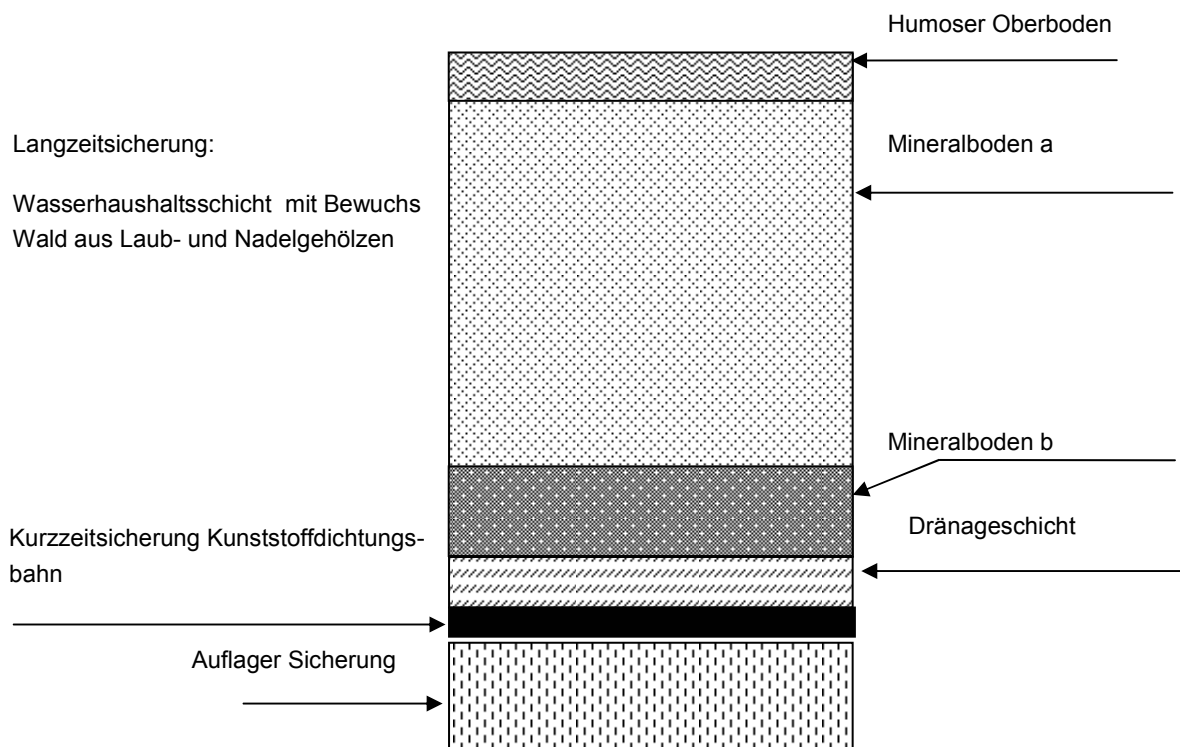 Humoser Oberboden
Langzeitsicherung:
Mineralboden a
Wasserhaushaltsschicht mit Bewuchs
Wald aus Laub- und Nadelgehölzen
Mineralboden b
Dränageschicht
Kurzzeitsicherung Kunststoffdichtungs-
bahn
Auflager Sicherung